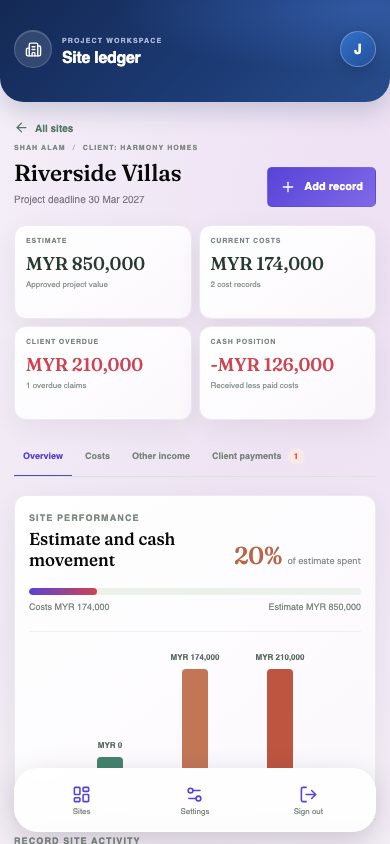 PROJECT WORKSPACE
Site ledger
J
All sites
SHAH ALAM / CLIENT: HARMONY HOMES
Riverside Villas
Project deadline 30 Mar 2027
Add record
ESTIMATE
MYR 850,000
Approved project value
CURRENT COSTS
MYR 174,000
2 cost records
CLIENT OVERDUE
MYR 210,000
1 overdue claims
CASH POSITION
-MYR 126,000
Received less paid costs
Overview Costs Other income Client payments 1
SITE PERFORMANCE
Estimate and cash
movement
20% of estimate spent
Costs MYR 174,000 Estimate MYR 850,000
MYR 174,000 MYR 210,000
MYR 0
Sites Settings Sign out
RECORD SITE ACTIVITY